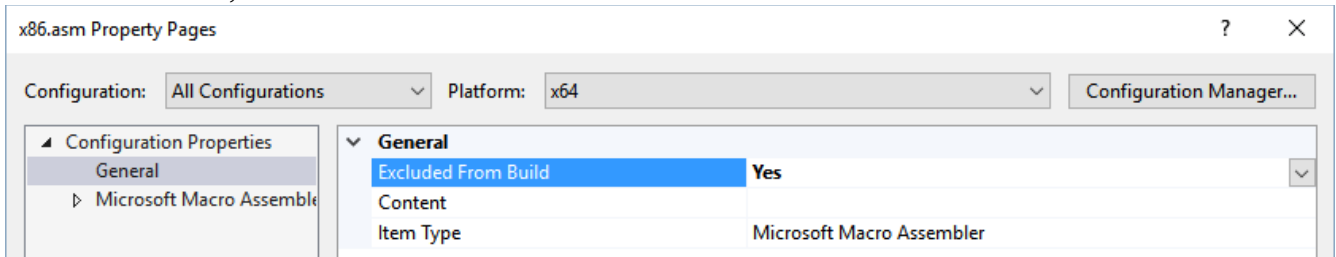 x86.asm Property Pages ? ×
Configuration: All Configurations Platform: x64 Configuration Manager...
Configuration Properties General
General Excluded From Build Yes
Microsoft Macro Assemble Content
Item Type Microsoft Macro Assembler